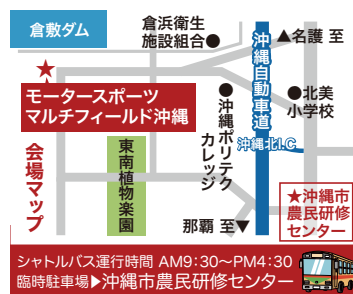 倉敷ダム
倉浜衛生
施設組合●
▲名護 至
沖縄自動車道
●北美
小学校
★
モータースポーツ
マルチフィールド沖縄
●沖縄ポリテク
カレッジ
沖縄北I.C
会場マップ
東南植物楽園
那覇 至▼
★沖縄市
農民研修
センター
シャトルバス運行時間 AM9:30〜PM4:30
臨時駐車場▶沖縄市農民研修センター